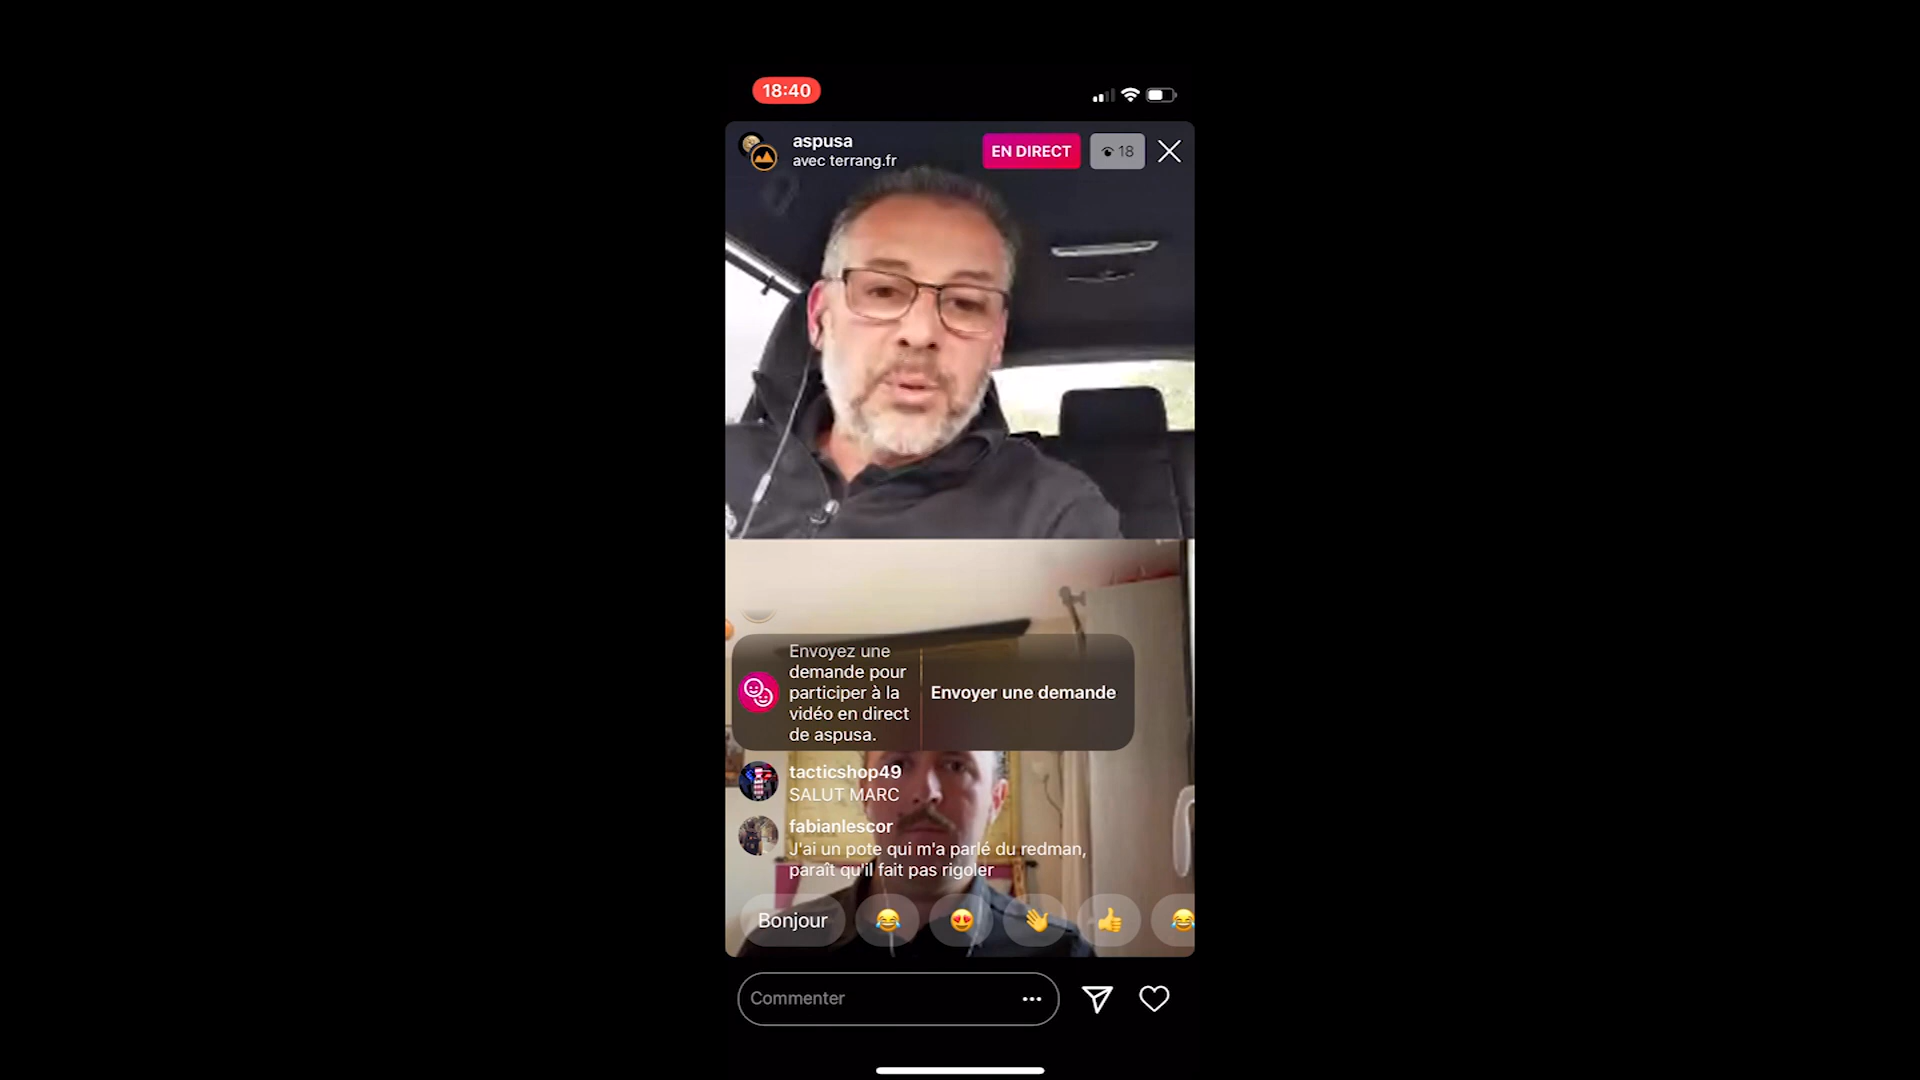 18:40
aspusa
avec terrang.fr
EN DIRECT
18
Envoyez une
demande pour
participer à la
vidéo en direct
de aspusa.
Envoyer une demande
tacticshop49
SALUT MARC
fabianlescor
J'ai un pote qui m'a parlé du redman,
paraît qu'il fait pas rigoler
Bonjour
Commenter